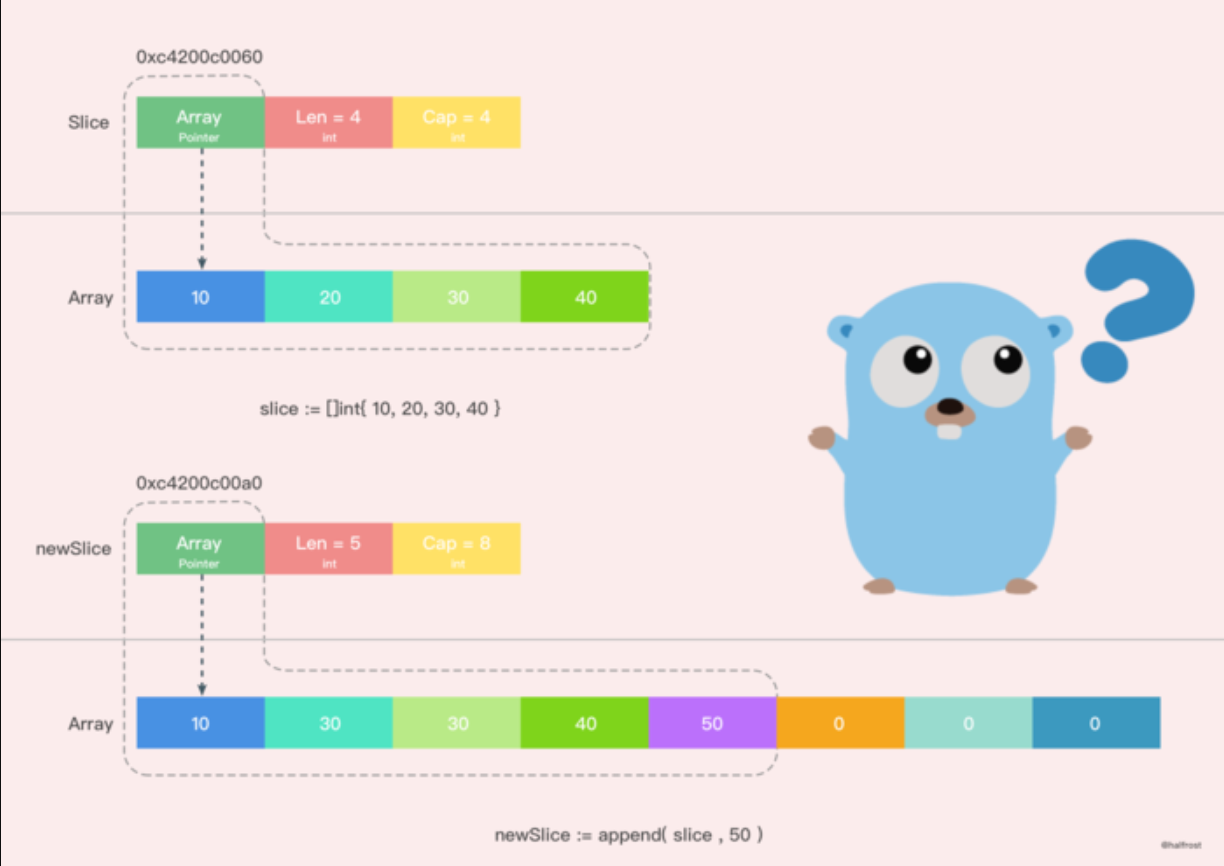 0xc4200c0060
Slice
Array Len = 4 Cap = 4
Pointer int int
Array 10 20 30 40
slice := []int{ 10, 20, 30, 40 }
0xc4200c00a0
newSlice
Array Len = 5 Cap = 8
Pointer int int
Array 10 30 30 40 50 0 0 0
newSlice := append( slice , 50 )
@halfrost